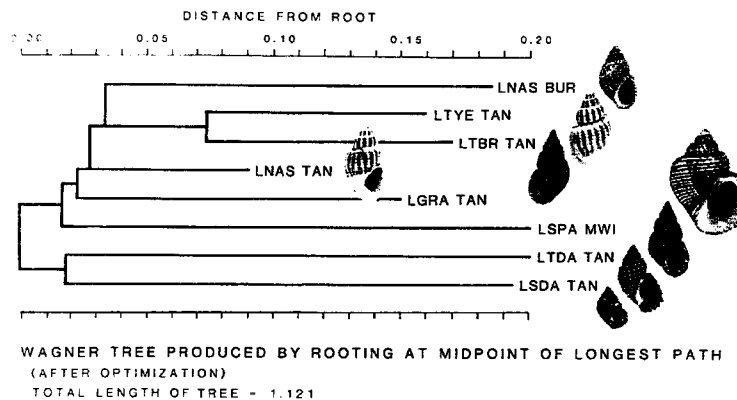 DISTANCE FROM ROOT
0.00 0.05 0.10 0.15 0.20
LNAS BUR
LTYE TAN
LTBR TAN
LNAS TAN
LGRA TAN
LSPA MWI
LTDA TAN
LSDA TAN
WAGNER TREE PRODUCED BY ROOTING AT MIDPOINT OF LONGEST PATH
(AFTER OPTIMIZATION)
TOTAL LENGTH OF TREE - 1.121